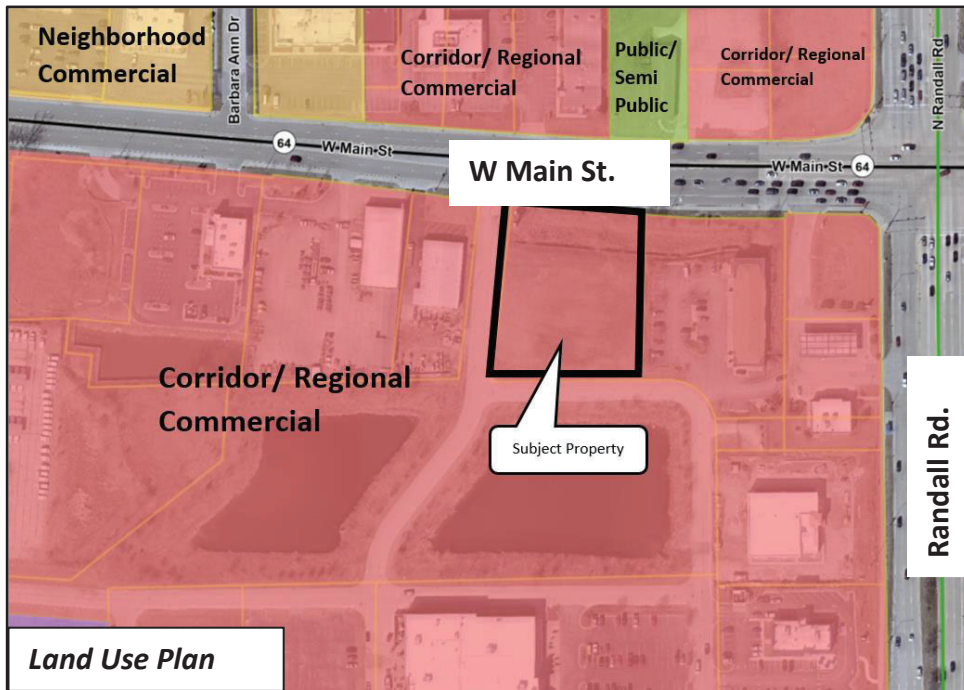 Neighborhood
Commercial
Barbara Ann Dr
Corridor/ Regional
Commercial
Public/
Semi
Public
Corridor/ Regional
Commercial
N Randall Rd
64
W Main St
W Main St.
W Main St
64
Corridor/ Regional
Commercial
Subject Property
Randall Rd.
Land Use Plan